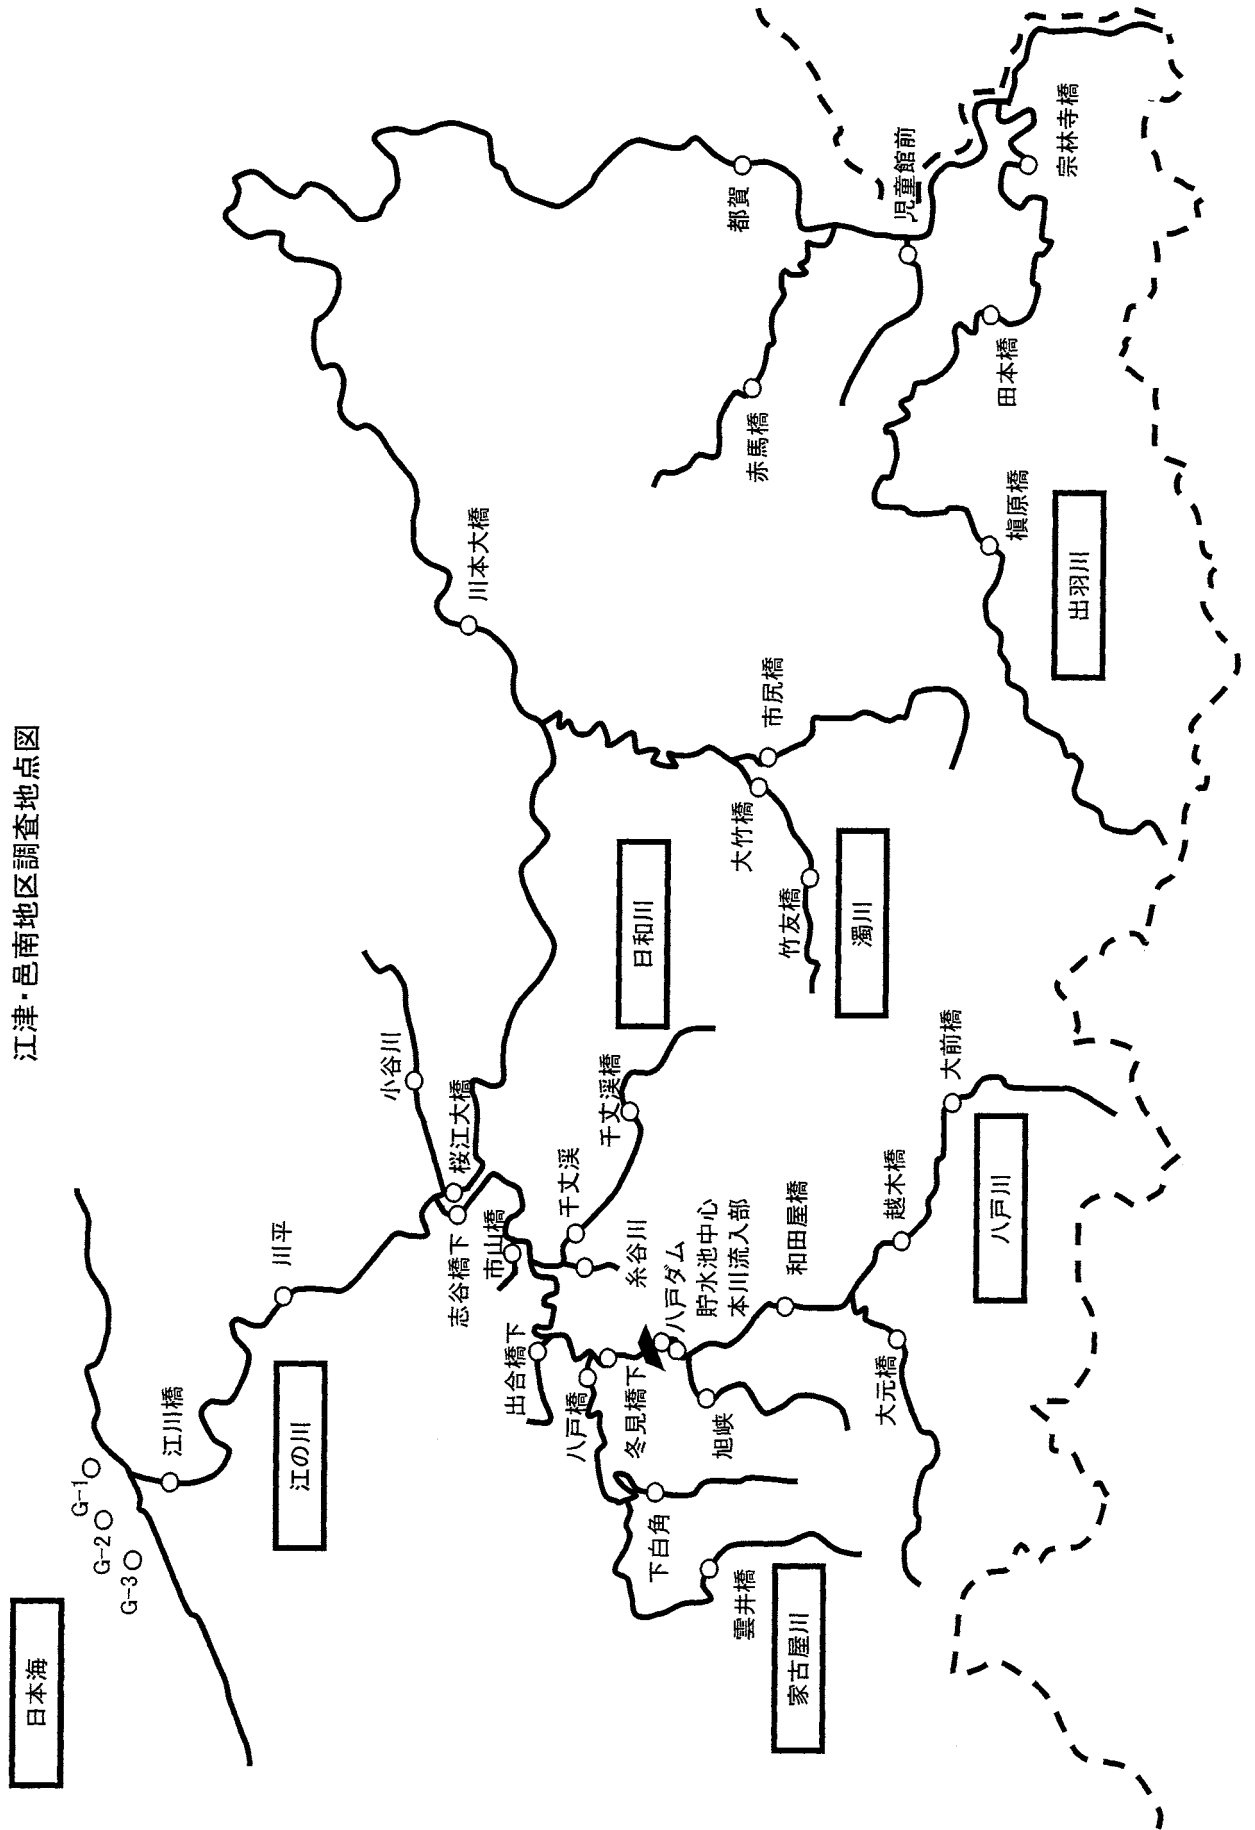 江津・邑南地区調査地点図
日本海
G-1
G-2
G-3
江川橋
川平
江の川
小谷川
桜江大橋
志谷橋下
市山橋
川本大橋
都賀
児童館前
宗林寺橋
赤馬橋
田本橋
槇原橋
出羽川
市尻橋
大竹橋
竹友橋
濁川
日和川
千丈渓橋
千丈渓
糸谷川
出合橋下
八戸橋
冬見橋下
八戸ダム
貯水池中心
本川流入部
和田屋橋
越木橋
大前橋
八戸川
大元橋
旭峡
下白角
雲井橋
家古屋川